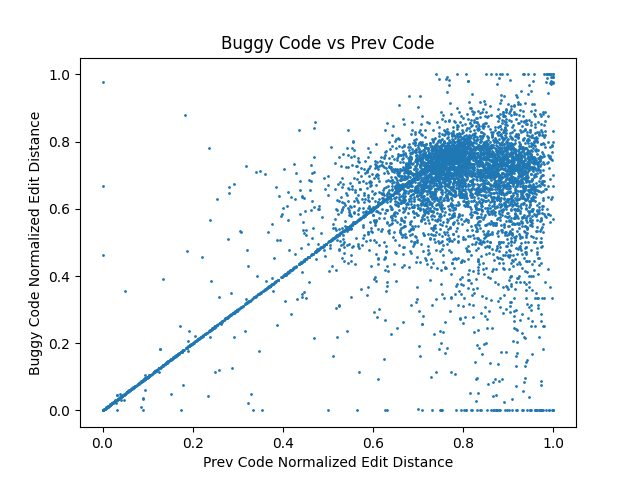 Buggy Code vs Prev Code
1.0
0.8
0.6
0.4
0.2
0.0
Buggy Code Normalized Edit Distance
0.0 0.2 0.4 0.6 0.8 1.0
Prev Code Normalized Edit Distance